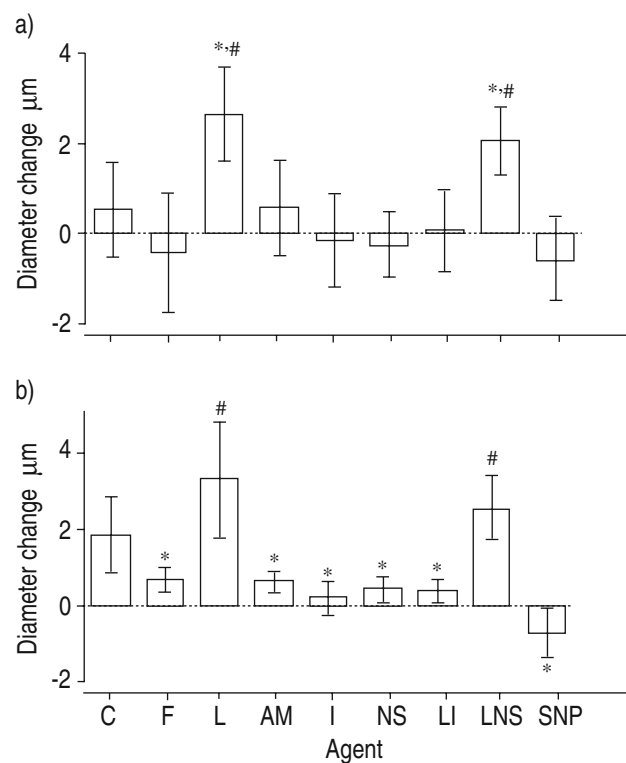 a)
Diameter change μm
4
2
0
-2
*,#
*,#
b)
Diameter change μm
4
2
0
-2
#
#
* * * * *
*
C F L AM I NS LI LNS SNP
Agent